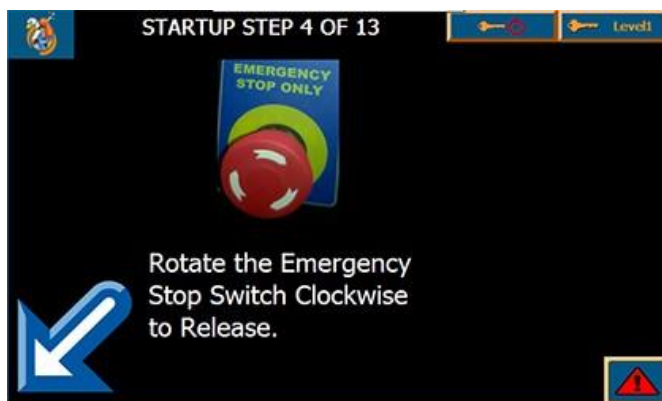 STARTUP STEP 4 OF 13
Level1
EMERGENCY
STOP ONLY
Rotate the Emergency
Stop Switch Clockwise
to Release.